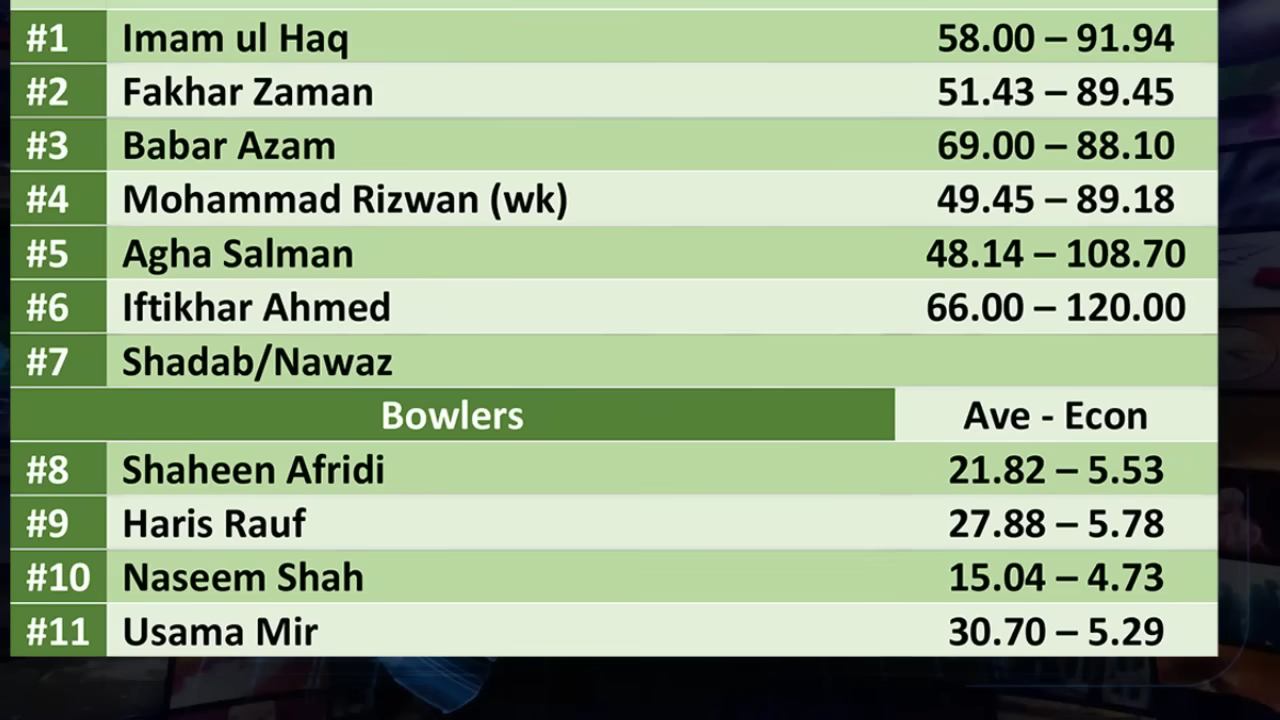 #1 Imam ul Haq 58.00 – 91.94
#2 Fakhar Zaman 51.43 – 89.45
#3 Babar Azam 69.00 – 88.10
#4 Mohammad Rizwan (wk) 49.45 – 89.18
#5 Agha Salman 48.14 – 108.70
#6 Iftikhar Ahmed 66.00 – 120.00
#7 Shadab/Nawaz
Bowlers Ave - Econ
#8 Shaheen Afridi 21.82 – 5.53
#9 Haris Rauf 27.88 – 5.78
#10 Naseem Shah 15.04 – 4.73
#11 Usama Mir 30.70 – 5.29